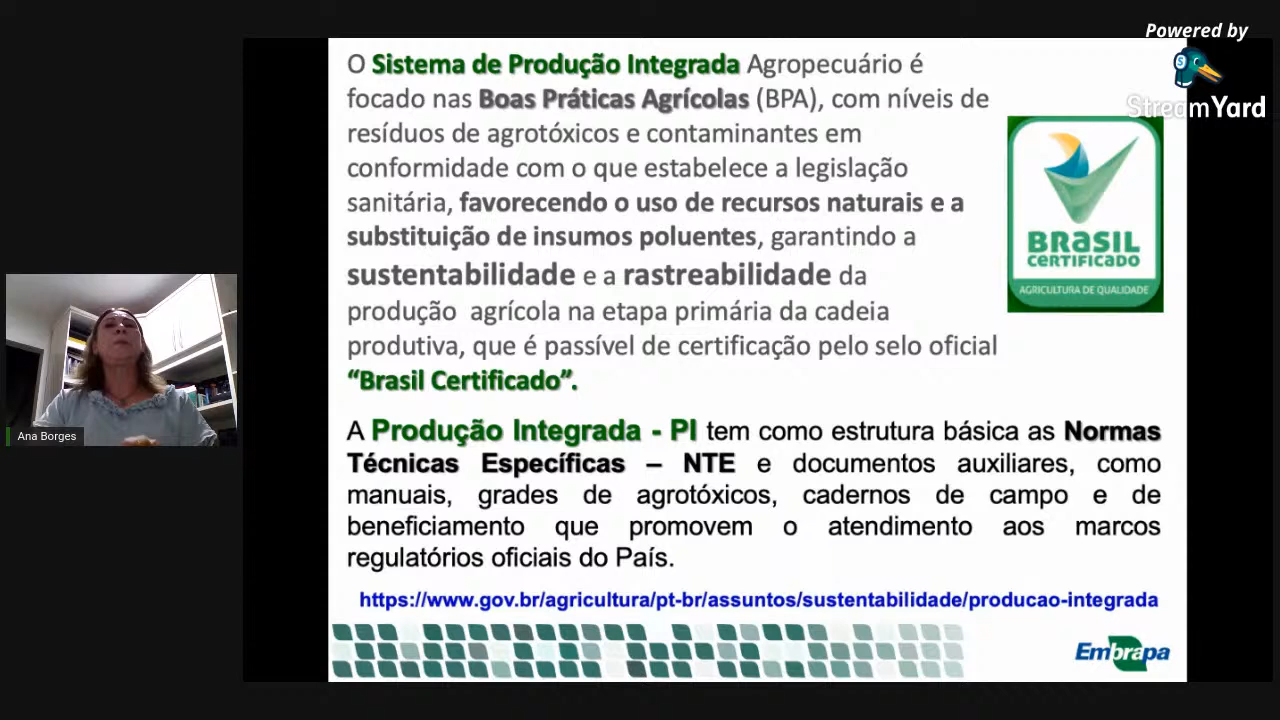 Powered by
StreamYard
O Sistema de Produção Integrada Agropecuário é
focado nas Boas Práticas Agrícolas (BPA), com níveis de
resíduos de agrotóxicos e contaminantes em
conformidade com o que estabelece a legislação
sanitária, favorecendo o uso de recursos naturais e a
substituição de insumos poluentes, garantindo a
sustentabilidade e a rastreabilidade da
produção agrícola na etapa primária da cadeia
produtiva, que é passível de certificação pelo selo oficial
“Brasil Certificado”.
BRASIL
CERTIFICADO
AGRICULTURA DE QUALIDADE
A Produção Integrada - PI tem como estrutura básica as Normas
Técnicas Específicas – NTE e documentos auxiliares, como
manuais, grades de agrotóxicos, cadernos de campo e de
beneficiamento que promovem o atendimento aos marcos
regulatórios oficiais do País.
https://www.gov.br/agricultura/pt-br/assuntos/sustentabilidade/producao-integrada
Embrapa
Ana Borges